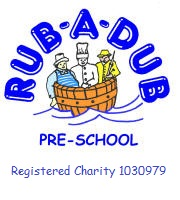 RUB-A-DUB
PRE-SCHOOL
Registered Charity 1030979